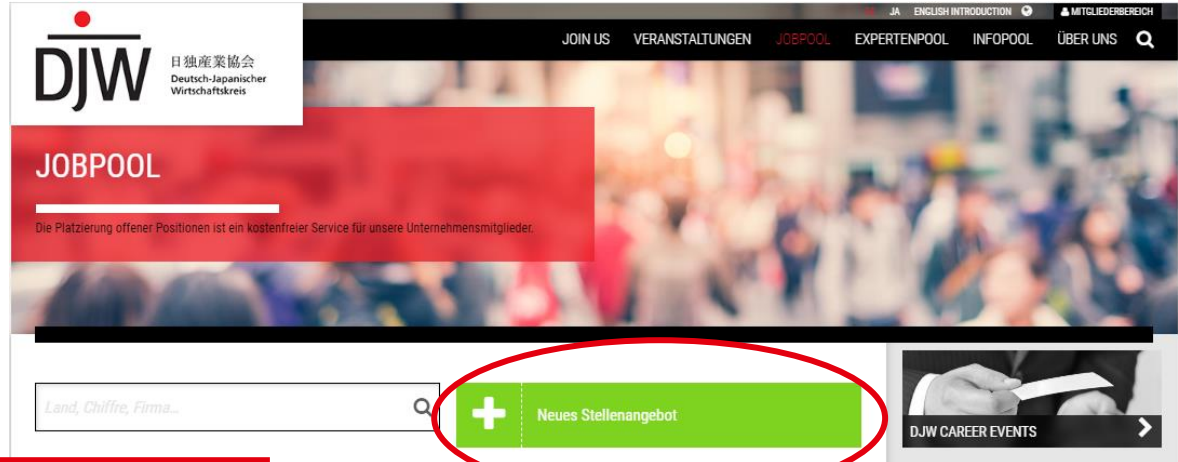 JA ENGLISH INTRODUCTION MITGLIEDERBEREICH
JOIN US VERANSTALTUNGEN JOBPOOL EXPERTENPOOL INFOPOOL ÜBER UNS
DJW
日独産業協会
Deutsch-Japanischer
Wirtschaftskreis
JOBPOOL
Die Platzierung offener Positionen ist ein kostenfreier Service für unsere Unternehmensmitglieder.
Land, Chiffre, Firma...
Neues Stellenangebot
DJW CAREER EVENTS